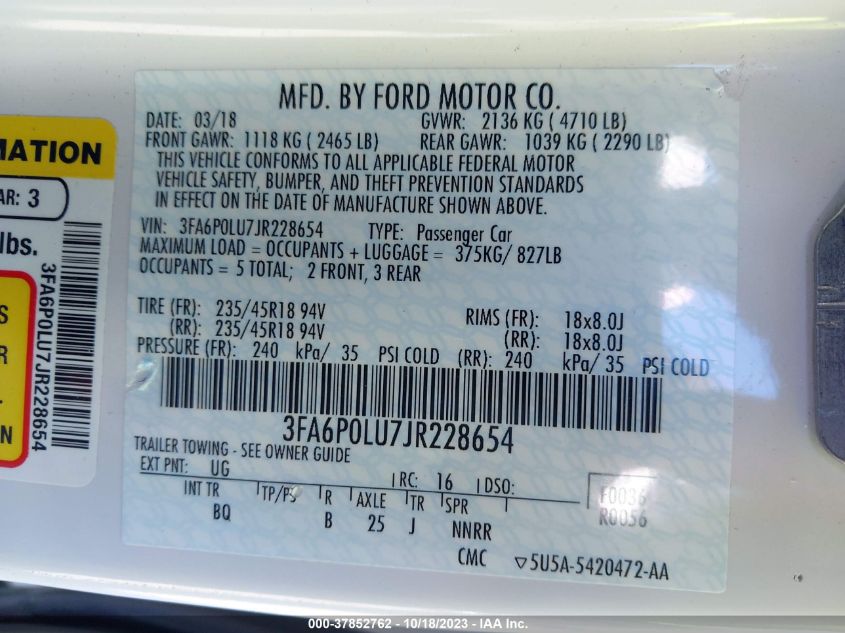 MFD. BY FORD MOTOR CO.
DATE: 03/18 GVWR: 2136 KG ( 4710 LB)
FRONT GAWR: 1118 KG ( 2465 LB) REAR GAWR: 1039 KG ( 2290 LB)
THIS VEHICLE CONFORMS TO ALL APPLICABLE FEDERAL MOTOR
VEHICLE SAFETY, BUMPER, AND THEFT PREVENTION STANDARDS
IN EFFECT ON THE DATE OF MANUFACTURE SHOWN ABOVE.
VIN: 3FA6P0LU7JR228654 TYPE: Passenger Car
MAXIMUM LOAD = OCCUPANTS + LUGGAGE = 375KG/ 827LB
OCCUPANTS = 5 TOTAL; 2 FRONT, 3 REAR
TIRE (FR): 235/45R18 94V RIMS (FR): 18x8.0J
(RR): 235/45R18 94V (RR): 18x8.0J
PRESSURE (FR): 240 kPa/ 35 PSI COLD (RR): 240 kPa/ 35 PSI COLD
3FA6P0LU7JR228654
TRAILER TOWING - SEE OWNER GUIDE
EXT PNT: UG RC: 16 DSO:
INT TR TP/PS R AXLE TR SPR
BQ B 25 J NNRR
F0036
R0056
CMC ▽5U5A-5420472-AA
MATION
AR: 3
lbs.
S
R
N
3FA6P0LU7JR228654
000-37852762 - 10/18/2023 - IAA Inc.